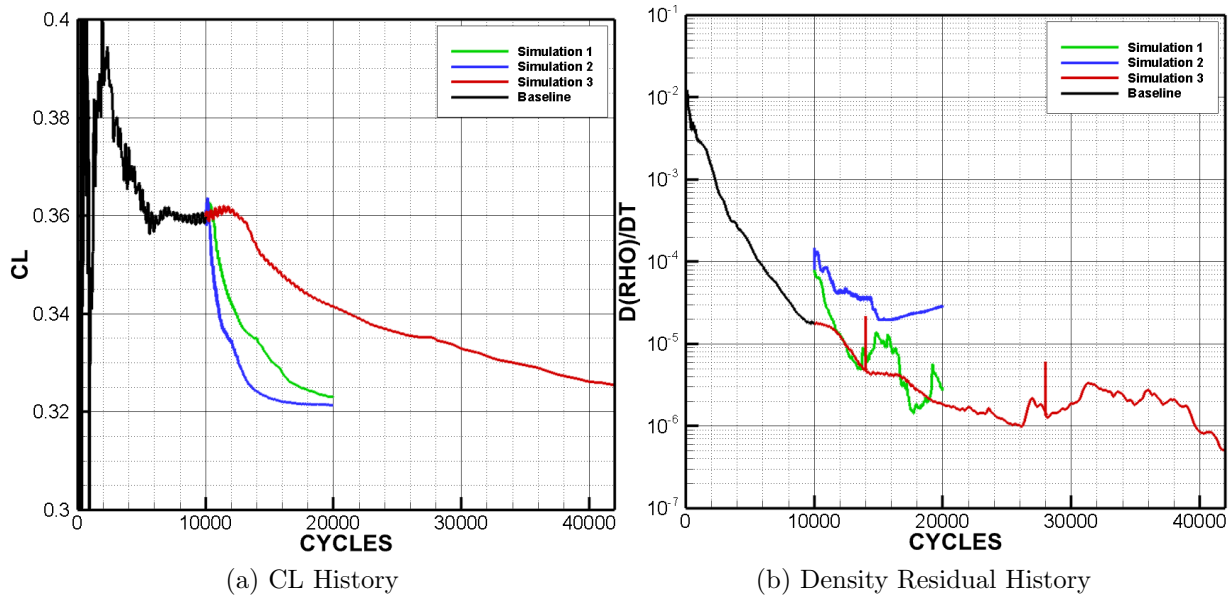 0.4
0.38
0.36
0.34
0.32
0.3
CL
0
10000
20000
30000
40000
CYCLES
Simulation 1
Simulation 2
Simulation 3
Baseline
(a) CL History
10⁻¹
10⁻²
10⁻³
10⁻⁴
10⁻⁵
10⁻⁶
10⁻⁷
D(RHO)/DT
0
10000
20000
30000
40000
CYCLES
Simulation 1
Simulation 2
Simulation 3
Baseline
(b) Density Residual History